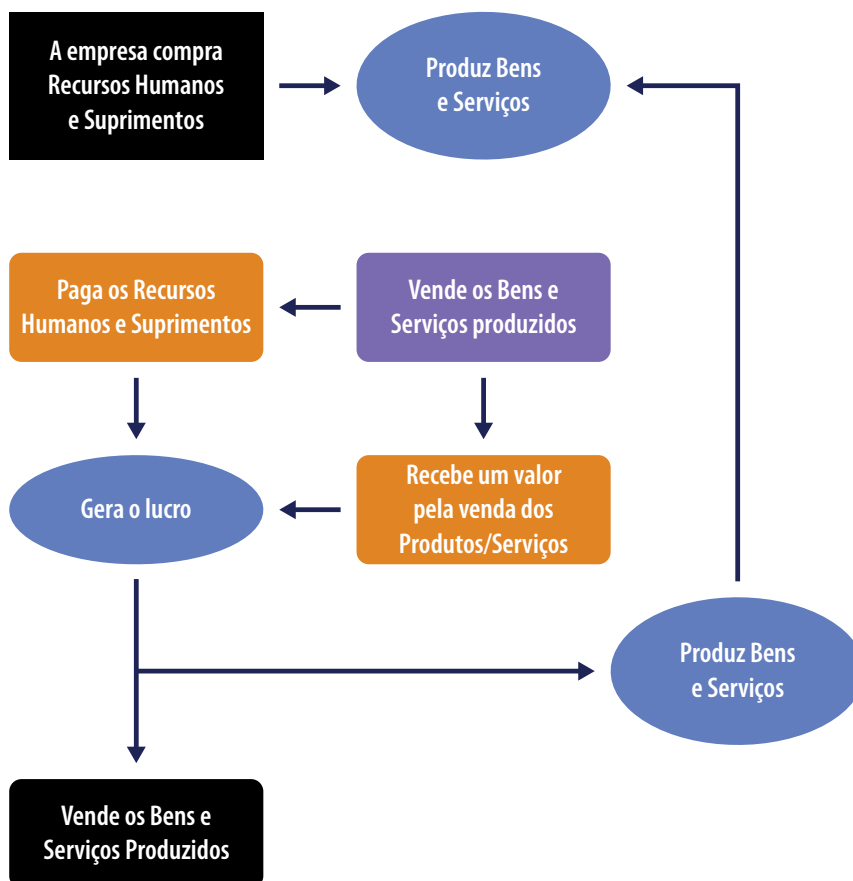 A empresa compra
Recursos Humanos
e Suprimentos
Produz Bens
e Serviços
Paga os Recursos
Humanos e Suprimentos
Vende os Bens e
Serviços produzidos
Gera o lucro
Recebe um valor
pela venda dos
Produtos/Serviços
Produz Bens
e Serviços
Vende os Bens e
Serviços Produzidos